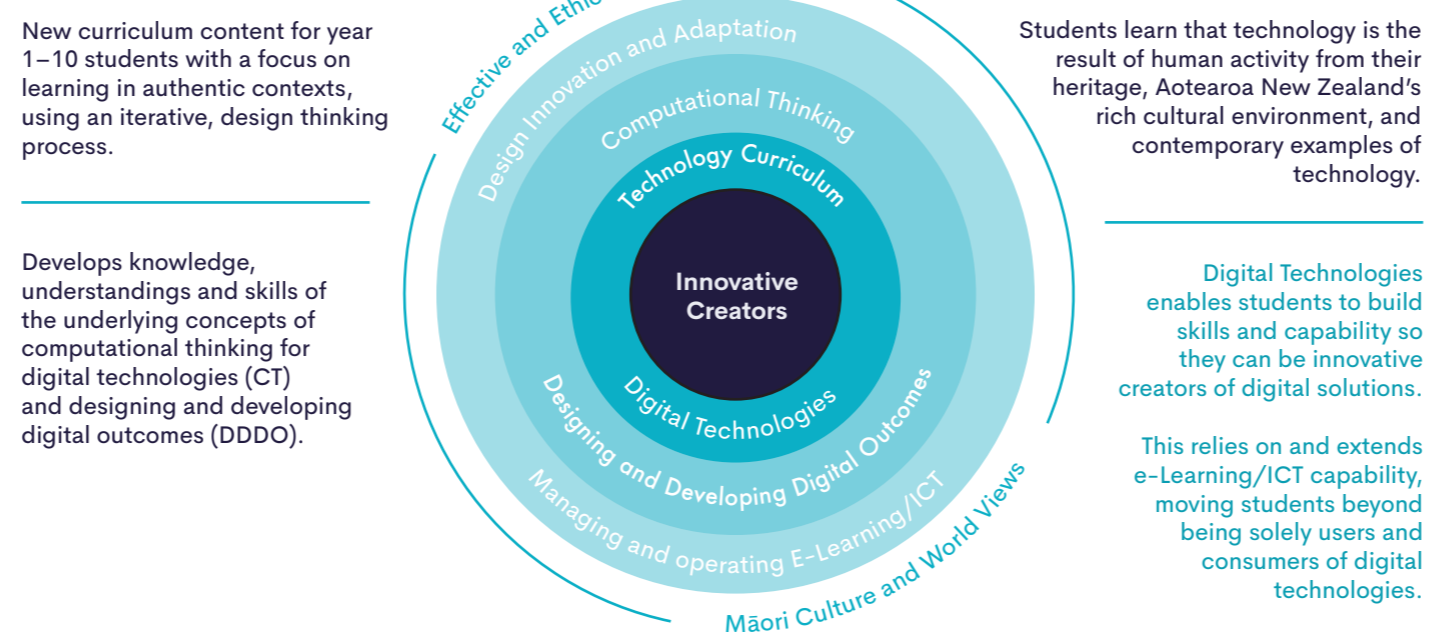 New curriculum content for year
1–10 students with a focus on
learning in authentic contexts,
using an iterative, design thinking
process.
Develops knowledge,
understandings and skills of
the underlying concepts of
computational thinking for
digital technologies (CT)
and designing and developing
digital outcomes (DDDO).
Effective and
Design Innovation and Adaptation
Computational Thinking
Technology Curriculum
Innovative
Creators
Digital Technologies
Designing and Developing Digital Outcomes
Managing and operating E-Learning/ICT
Māori Culture and World Views
Students learn that technology is the
result of human activity from their
heritage, Aotearoa New Zealand’s
rich cultural environment, and
contemporary examples of
technology.
Digital Technologies
enables students to build
skills and capability so
they can be innovative
creators of digital solutions.
This relies on and extends
e-Learning/ICT capability,
moving students beyond
being solely users and
consumers of digital
technologies.